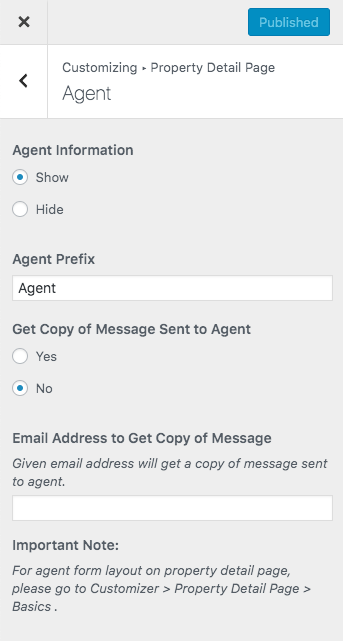 Published
Customizing ▸ Property Detail Page
Agent
Agent Information
Show
Hide
Agent Prefix
Agent
Get Copy of Message Sent to Agent
Yes
No
Email Address to Get Copy of Message
Given email address will get a copy of message sent
to agent.
Important Note:
For agent form layout on property detail page,
please go to Customizer > Property Detail Page >
Basics .